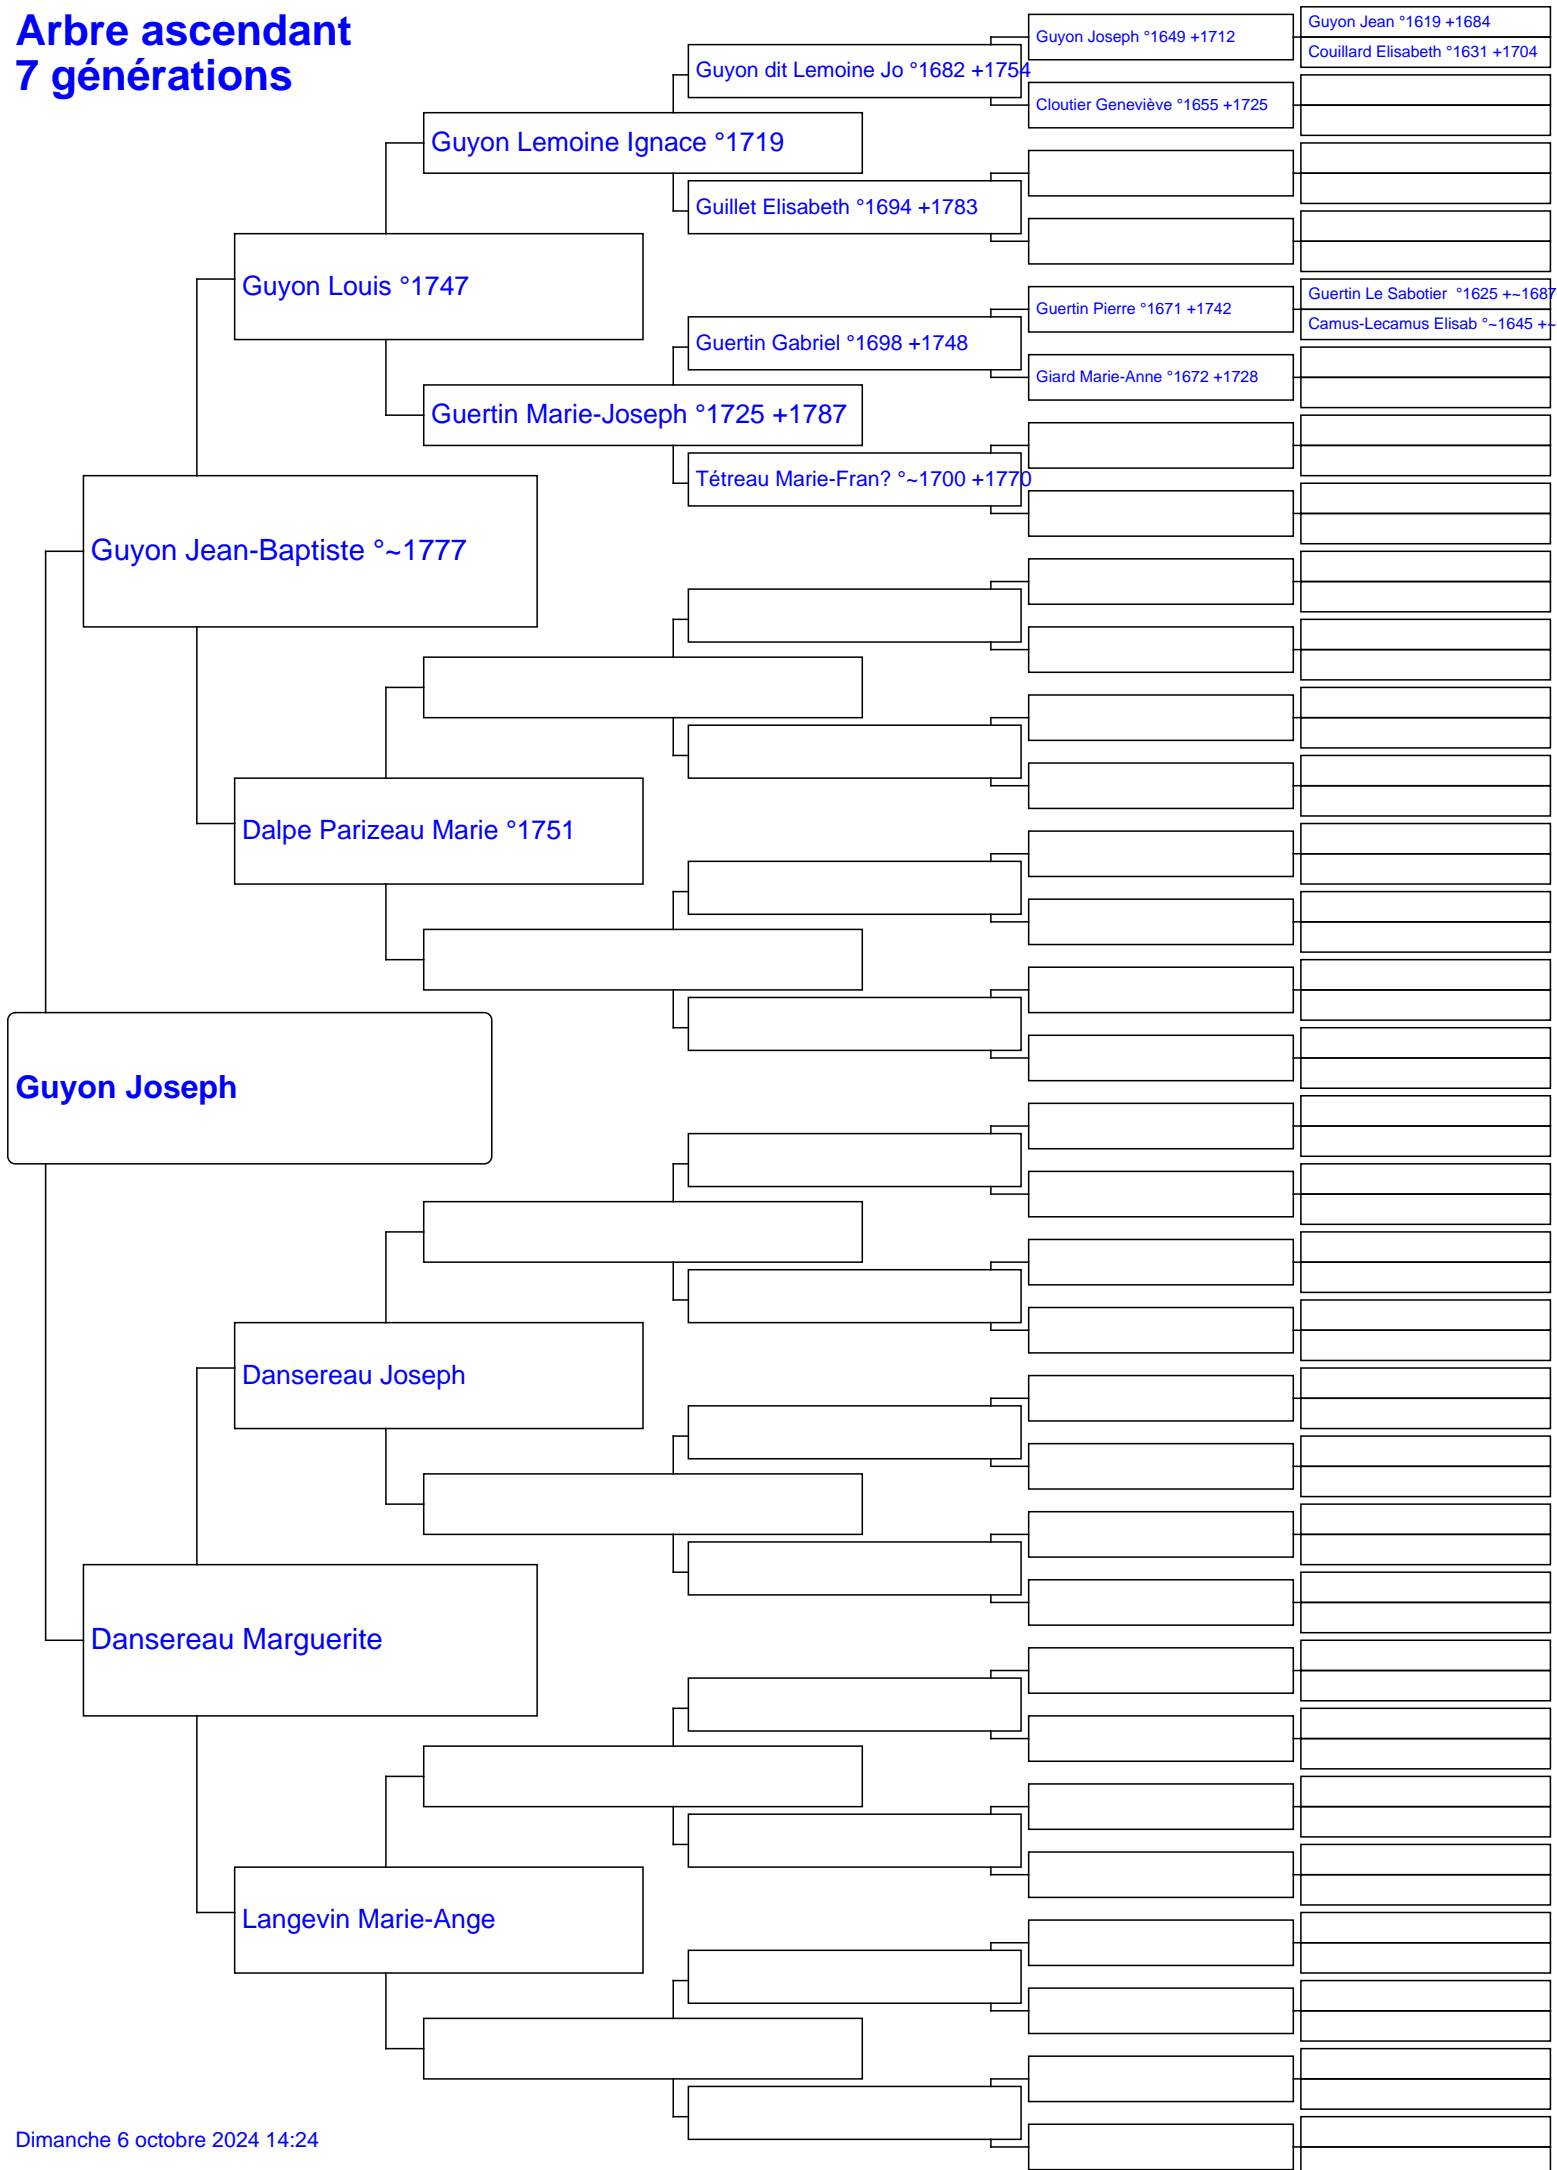 Arbre ascendant
7 générations
Guyon Joseph °1649 +1712
Guyon Jean °1619 +1684
Couillard Elisabeth °1631 +1704
Guyon dit Lemoine Jo °1682 +1754
Cloutier Geneviève °1655 +1725
Guyon Lemoine Ignace °1719
Guillet Elisabeth °1694 +1783
Guyon Louis °1747
Guertin Le Sabotier °1625 +~1687
Guertin Pierre °1671 +1742
Camus-Lecamus Elisab °~1645 +~
Guertin Gabriel °1698 +1748
Giard Marie-Anne °1672 +1728
Guertin Marie-Joseph °1725 +1787
Tétreau Marie-Fran? °~1700 +1770
Guyon Jean-Baptiste °~1777
Dalpe Parizeau Marie °1751
Guyon Joseph
Dansereau Joseph
Dansereau Marguerite
Langevin Marie-Ange
Dimanche 6 octobre 2024 14:24